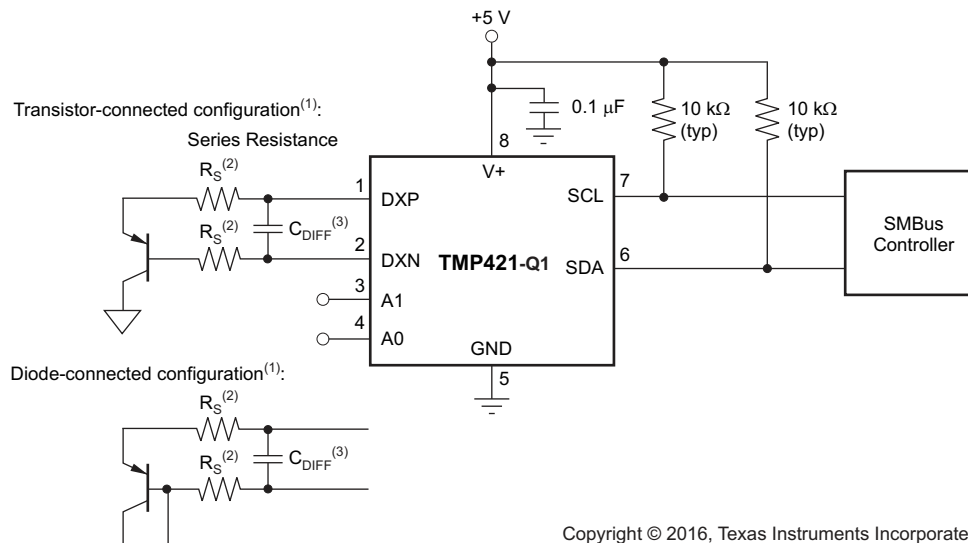 +5 V
Transistor-connected configuration(1):
Series Resistance
0.1 μF
10 kΩ
(typ)
10 kΩ
(typ)
8
V+
RS(2)
1
DXP
SCL
7
CDIFF(3)
RS(2)
2
DXN
TMP421-Q1
SDA
6
SMBus
Controller
3
A1
4
A0
GND
5
Diode-connected configuration(1):
RS(2)
CDIFF(3)
RS(2)
Copyright © 2016, Texas Instruments Incorporate